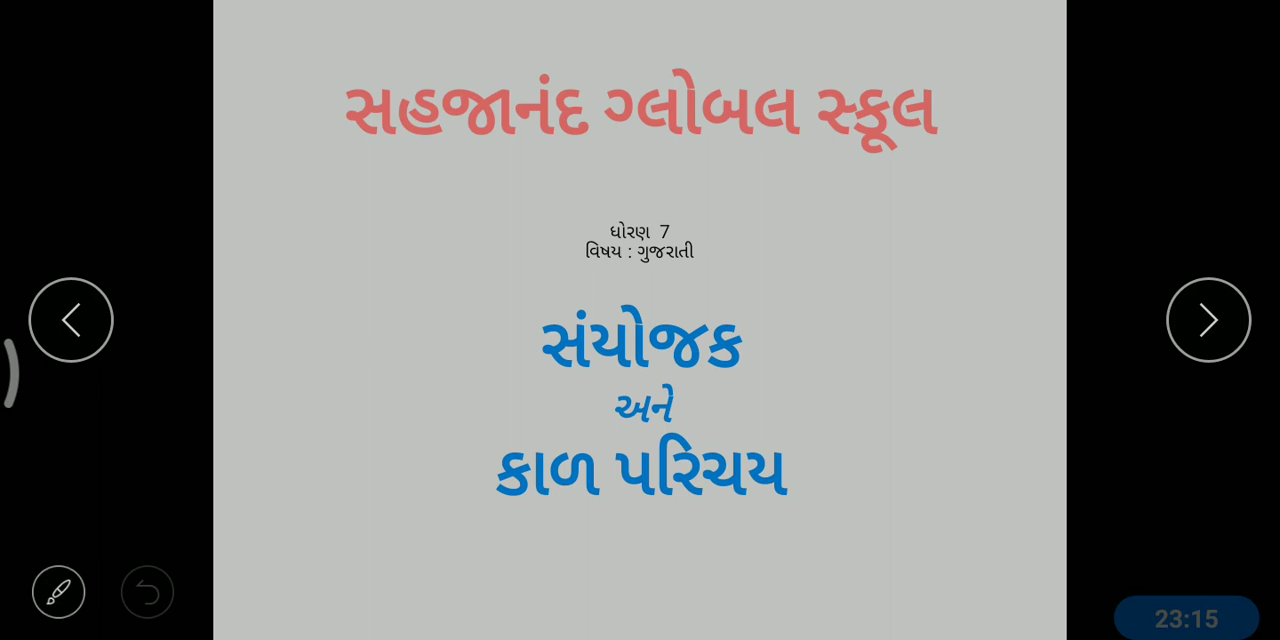 સહજાનંદ ગ્લોબલ સ્કૂલ
ધોરણ 7
વિષય : ગુજરાતી
સંયોજક
અને
કાળ પરિચય
23:15